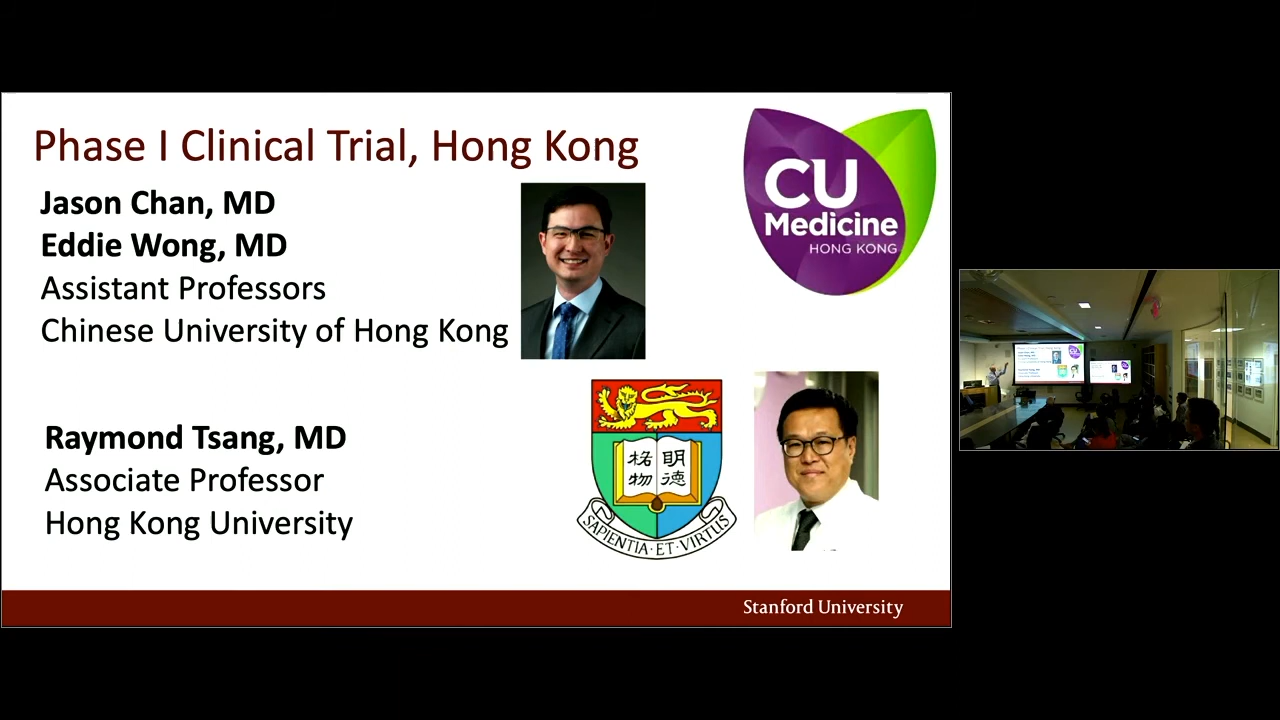 Phase I Clinical Trial, Hong Kong
Jason Chan, MD
Eddie Wong, MD
Assistant Professors
Chinese University of Hong Kong
CU
Medicine
HONG KONG
Raymond Tsang, MD
Associate Professor
Hong Kong University
格物
明德
SAPIENTIA·ET·VIRTUS
Stanford University